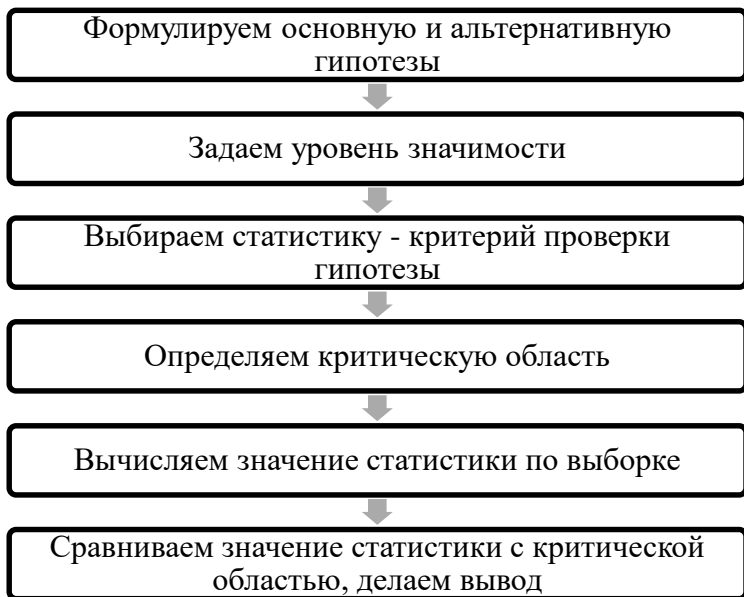 Формулируем основную и альтернативную
гипотезы
Задаем уровень значимости
Выбираем статистику - критерий проверки
гипотезы
Определяем критическую область
Вычисляем значение статистики по выборке
Сравниваем значение статистики с критической
областью, делаем вывод